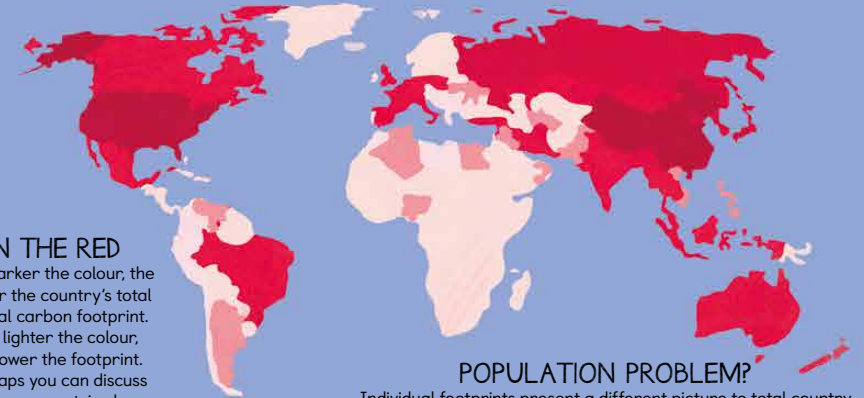 N THE RED
arker the colour, the
r the country's total
al carbon footprint.
lighter the colour,
ower the footprint.
aps you can discuss
POPULATION PROBLEM?
Individual footprints present a different picture to total country